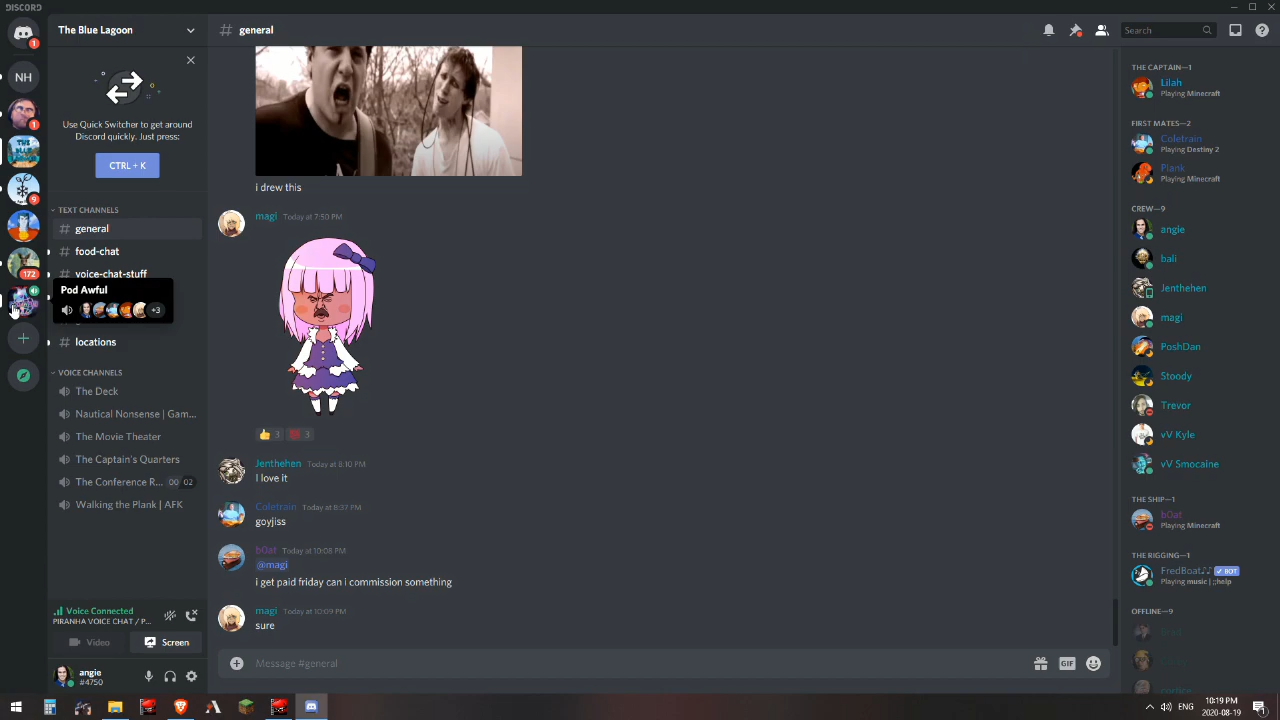 DISCORD
1
The Blue Lagoon
general
Search
NH
1
9
172
Use Quick Switcher to get around
Discord quickly. Just press:
CTRL + K
TEXT CHANNELS
general
food-chat
voice-chat-stuff
Pod Awful
+3
locations
VOICE CHANNELS
The Deck
Nautical Nonsense | Gam...
The Movie Theater
The Captain's Quarters
The Conference R... 00 02
Walking the Plank | AFK
Voice Connected
PIRANHA VOICE CHAT / P...
Video
Screen
angie
#4750
i drew this
magi Today at 7:50 PM
3 3
Jenthehen Today at 8:10 PM
I love it
Coletrain Today at 8:37 PM
goyjiss
b0at Today at 10:08 PM
@magi
i get paid friday can i commission something
magi Today at 10:09 PM
sure
Message #general
GIF
THE CAPTAIN—1
Lilah
Playing Minecraft
FIRST MATES—2
Coletrain
Playing Destiny 2
Plank
Playing Minecraft
CREW—9
angie
bali
Jenthehen
magi
PoshDan
Stoody
Trevor
vV Kyle
vV Smocaine
THE SHIP—1
b0at
Playing Minecraft
THE RIGGING—1
FredBoat♪♪ ✓ BOT
Playing music | ;;help
OFFLINE—9
ENG
10:19 PM
2020-08-19